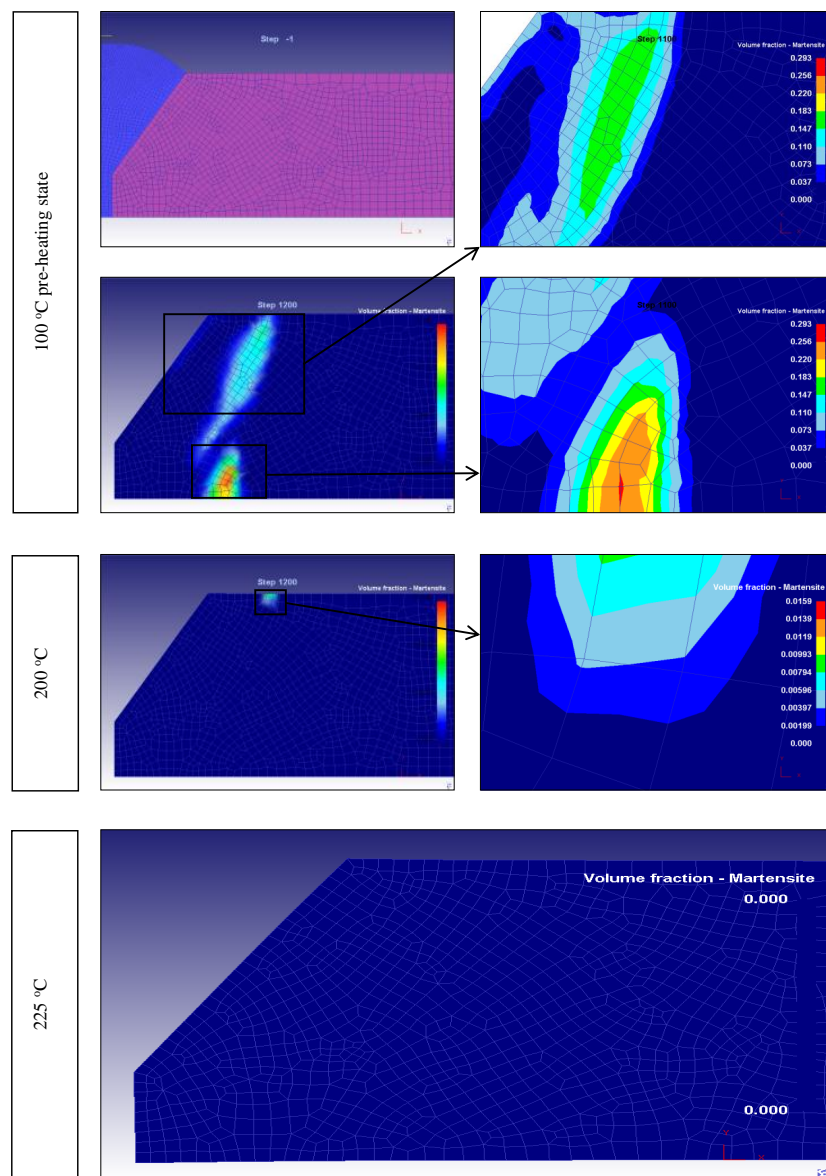 100 °C pre-heating state
Step -1
Step 1100
Volume fraction - Martensite
0.293
0.256
0.220
0.183
0.147
0.110
0.073
0.037
0.000
Step 1200
Volume fraction - Martensite
Volume fraction - Martensite
0.293
0.256
0.220
0.183
0.147
0.110
0.073
0.037
0.000
200 °C
Step 1200
Volume fraction - Martensite
Volume fraction - Martensite
0.0159
0.0139
0.0119
0.00993
0.00794
0.00596
0.00397
0.00199
0.000
225 °C
Volume fraction - Martensite
0.000
0.000
Y
X